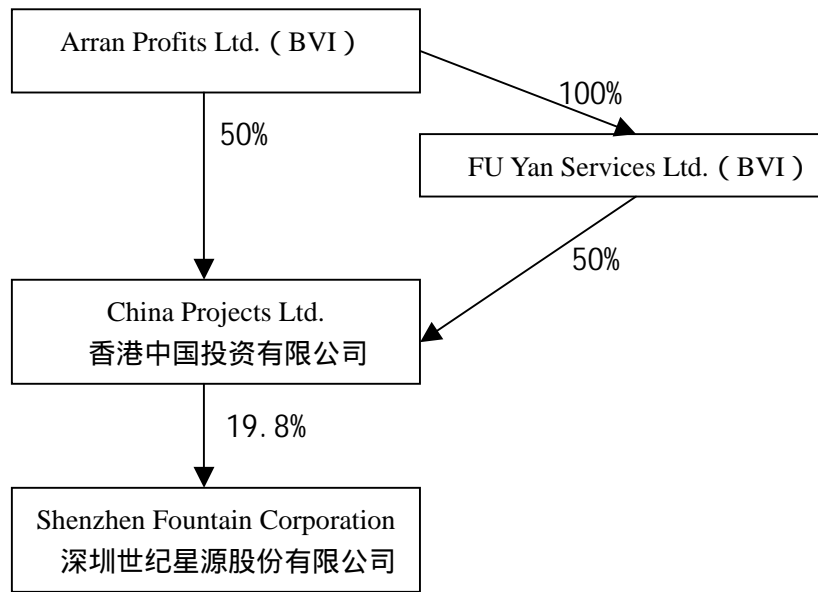 Arran Profits Ltd.（BVI）
100%
50%
FU Yan Services Ltd.（BVI）
50%
China Projects Ltd.
香港中国投资有限公司
19.8%
Shenzhen Fountain Corporation
深圳世纪星源股份有限公司